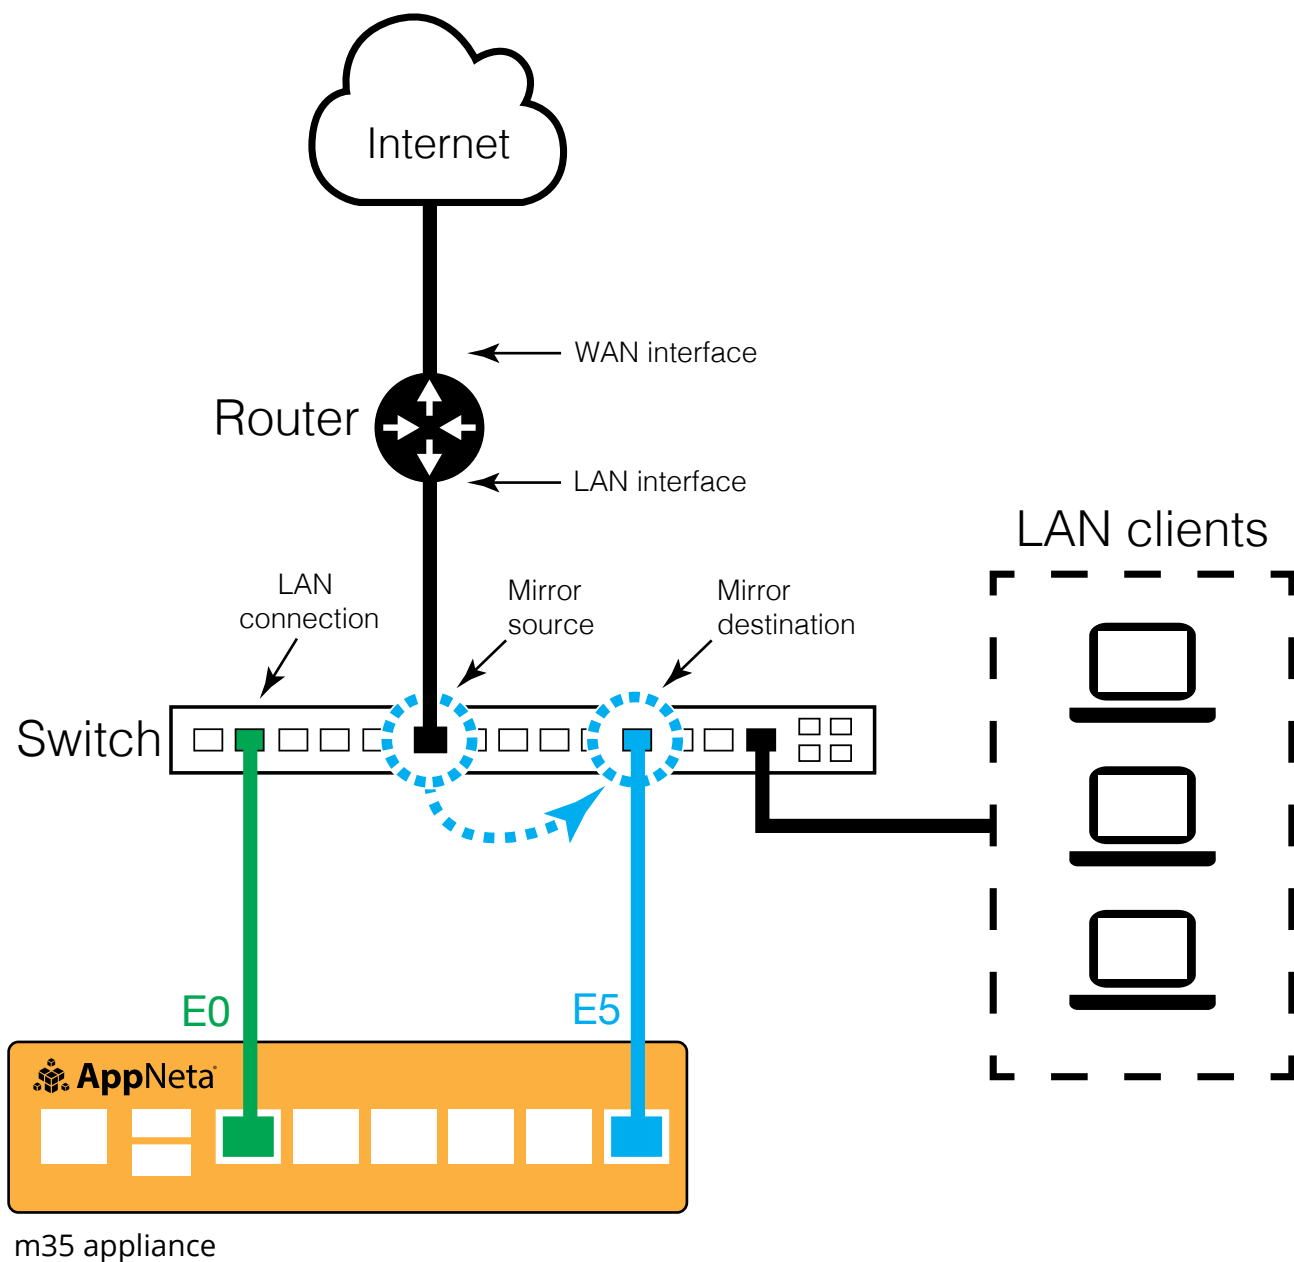 Internet
WAN interface
Router
LAN interface
LAN clients
LAN
connection
Mirror
source
Mirror
destination
Switch
E0
E5
AppNeta
m35 appliance